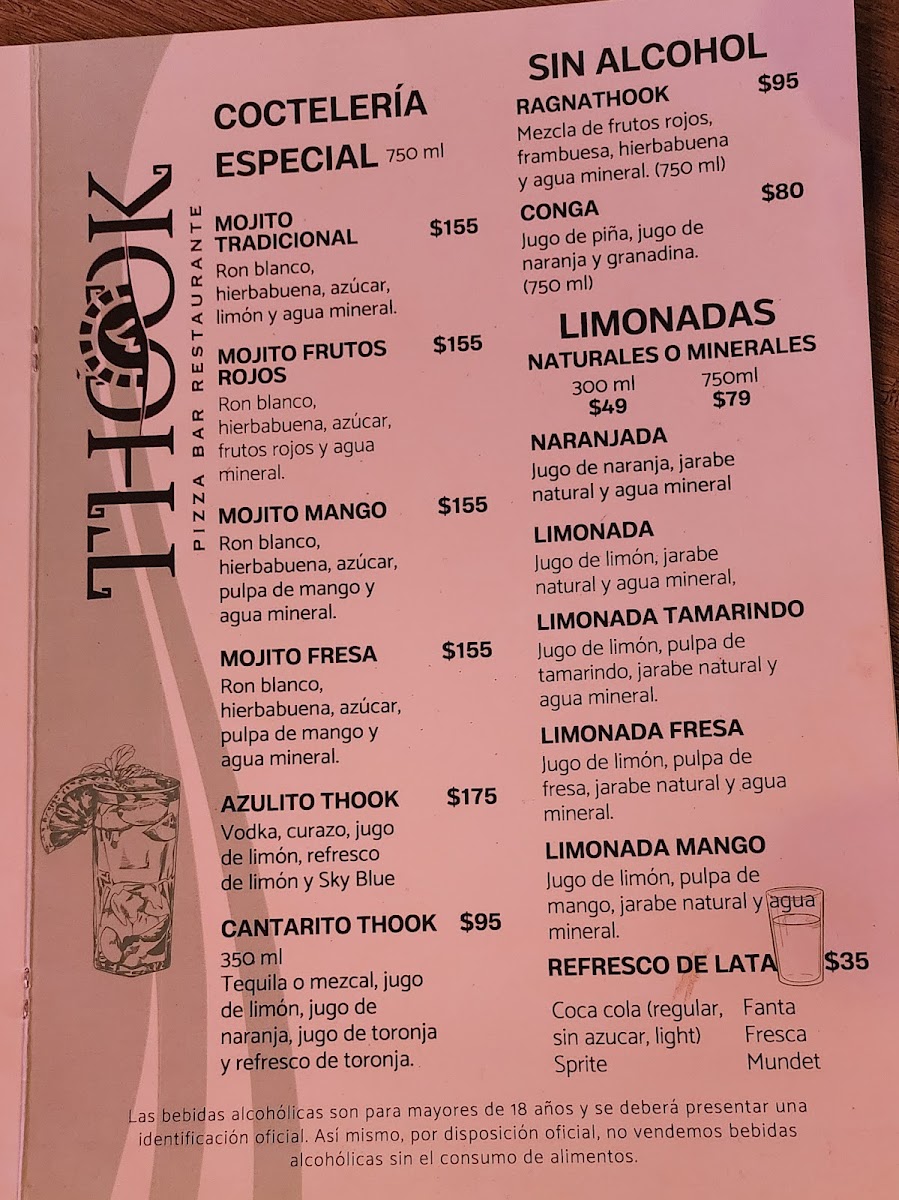 THOOK
PIZZA BAR RESTAURANTE
COCTELERÍA
ESPECIAL 750 ml
MOJITO
TRADICIONAL $155
Ron blanco,
hierbabuena, azúcar,
limón y agua mineral.
MOJITO FRUTOS
ROJOS $155
Ron blanco,
hierbabuena, azúcar,
frutos rojos y agua
mineral.
MOJITO MANGO $155
Ron blanco,
hierbabuena, azúcar,
pulpa de mango y
agua mineral.
MOJITO FRESA $155
Ron blanco,
hierbabuena, azúcar,
pulpa de mango y
agua mineral.
AZULITO THOOK $175
Vodka, curazo, jugo
de limón, refresco
de limón y Sky Blue
CANTARITO THOOK $95
350 ml
Tequila o mezcal, jugo
de limón, jugo de
naranja, jugo de toronja
y refresco de toronja.
SIN ALCOHOL
RAGNATHOOK $95
Mezcla de frutos rojos,
frambuesa, hierbabuena
y agua mineral. (750 ml)
CONGA $80
Jugo de piña, jugo de
naranja y granadina.
(750 ml)
LIMONADAS
NATURALES O MINERALES
300 ml 750ml
$49 $79
NARANJADA
Jugo de naranja, jarabe
natural y agua mineral
LIMONADA
Jugo de limón, jarabe
natural y agua mineral,
LIMONADA TAMARINDO
Jugo de limón, pulpa de
tamarindo, jarabe natural y
agua mineral.
LIMONADA FRESA
Jugo de limón, pulpa de
fresa, jarabe natural y agua
mineral.
LIMONADA MANGO
Jugo de limón, pulpa de
mango, jarabe natural y agua
mineral.
REFRESCO DE LATA $35
Coca cola (regular, Fanta
sin azucar, light) Fresca
Sprite Mundet
Las bebidas alcohólicas son para mayores de 18 años y se deberá presentar una
identificación oficial. Así mismo, por disposición oficial, no vendemos bebidas
alcohólicas sin el consumo de alimentos.